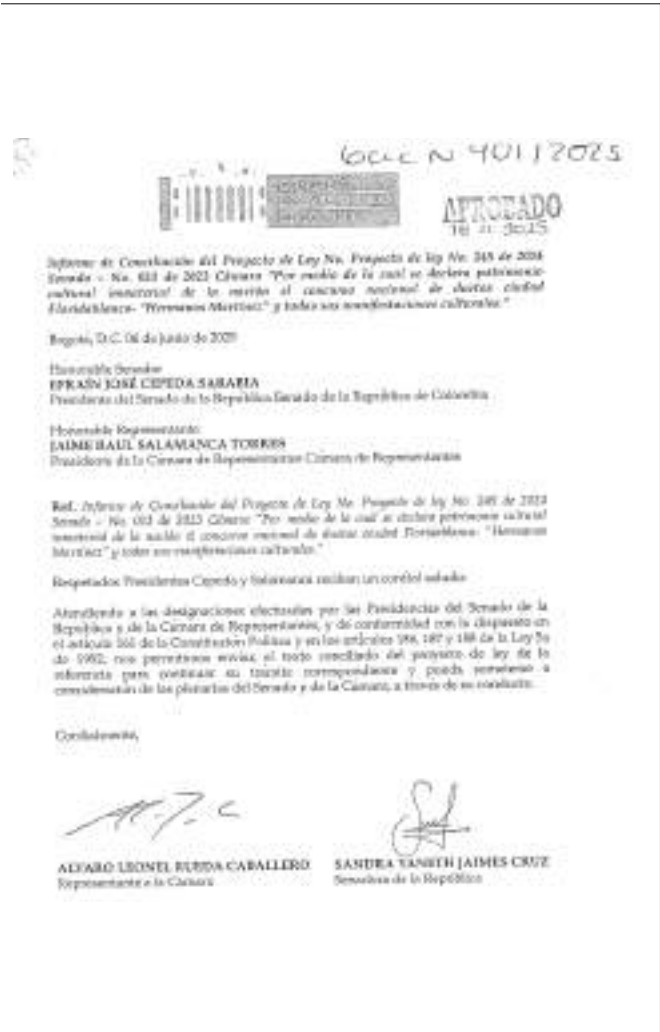 N 401 / 2025
APROBADO
Informe de Conciliación del Proyecto de Ley No. Proyecto de ley No. 245 de 2024
Senado – No. 013 de 2023 Cámara "Por medio de la cual se declara patrimonio
cultural inmaterial de la nación el concurso nacional de duetos ciudad
Floridablanca- "Hermanos Martínez" y todas sus manifestaciones culturales."
Bogotá, D.C. 06 de junio de 2025
Honorable Senador
EFRAÍN JOSÉ CEPEDA SARABIA
Presidente del Senado de la República Senado de la República de Colombia
Honorable Representante
JAIME RAUL SALAMANCA TORRES
Presidente de la Cámara de Representantes Cámara de Representantes
Ref. Informe de Conciliación del Proyecto de Ley No. Proyecto de ley No. 245 de 2024
Senado – No. 013 de 2023 Cámara "Por medio de la cual se declara patrimonio cultural
inmaterial de la nación el concurso nacional de duetos ciudad Floridablanca- "Hermanos
Martínez" y todas sus manifestaciones culturales."
Respetados Presidentes Cepeda y Salamanca reciban un cordial saludo
Atendiendo a las designaciones efectuadas por las Presidencias del Senado de la
República y de la Cámara de Representantes, y de conformidad con lo dispuesto en
el artículo 161 de la Constitución Política y en los artículos 186, 187 y 188 de la Ley 5a
de 1992, nos permitimos enviar, el texto conciliado del proyecto de ley de la
referencia para continuar su trámite correspondiente y pueda someterse a
consideración de las plenarias del Senado y de la Cámara, a través de su conducto.
Cordialmente,
ALVARO LEONEL RUEDA CABALLERO
Representante a la Cámara
SANDRA YANETH JAIMES CRUZ
Senadora de la República